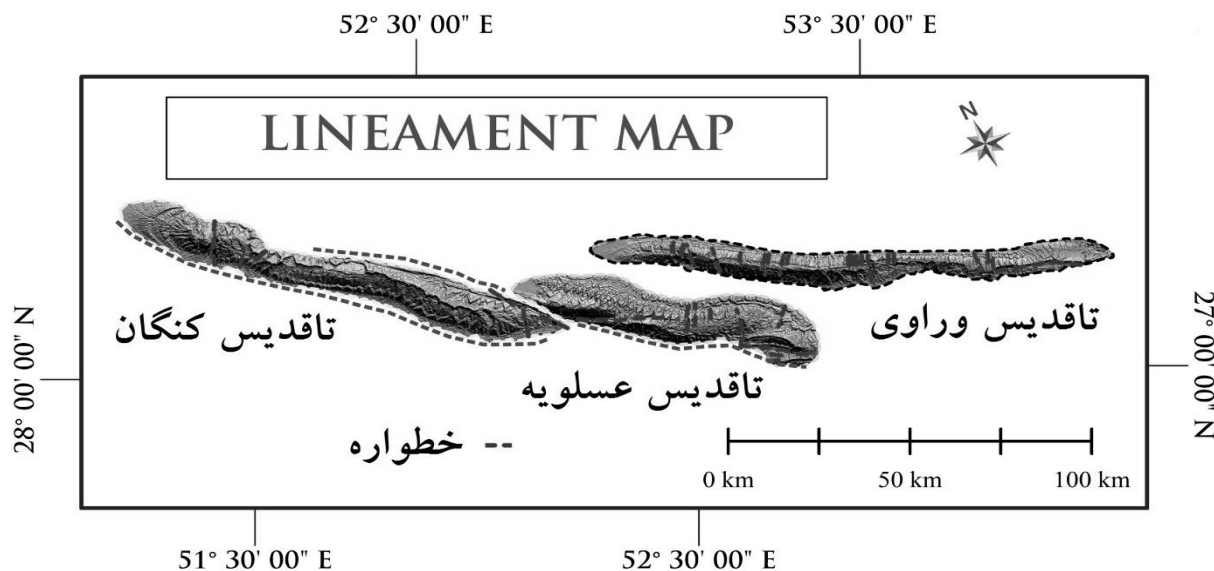 52° 30' 00" E
53° 30' 00" E
LINEAMENT MAP
N
تاقدیس کنگان
تاقدیس وراوی
تاقدیس عسلویه
28° 00' 00" N
27° 00' 00" N
خطواره
0 km
50 km
100 km
51° 30' 00" E
52° 30' 00" E